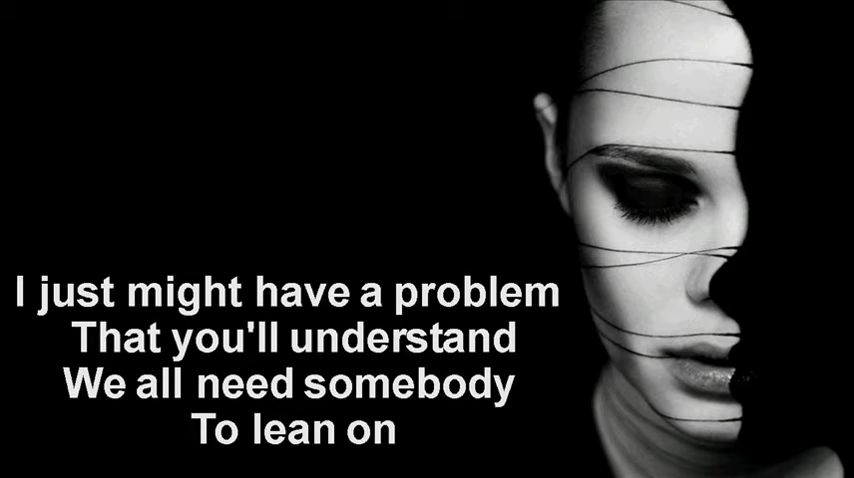 I just might have a problem
That you'll understand
We all need somebody
To lean on